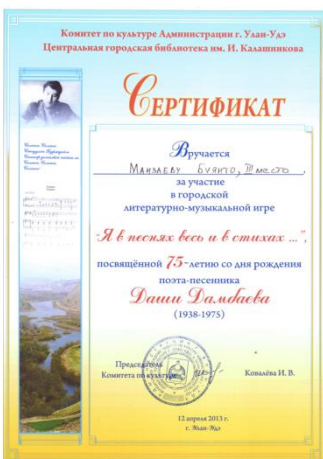 Комитет по культуре Администрации г. Улан-Удэ
Центральная городская библиотека им. И. Калашникова
СЕРТИФИКАТ
Вручается
Манзаеву Буянто, III место
за участие
в городской
литературно-музыкальной игре
"Я в песнях весь и в стихах ...",
посвящённой 75-летию со дня рождения
поэта-песенника
Даши Дамбаева
(1938-1975)
Председатель
Комитета по культуре
Ковалёва И. В.
12 апреля 2013 г.
г. Улан-Удэ